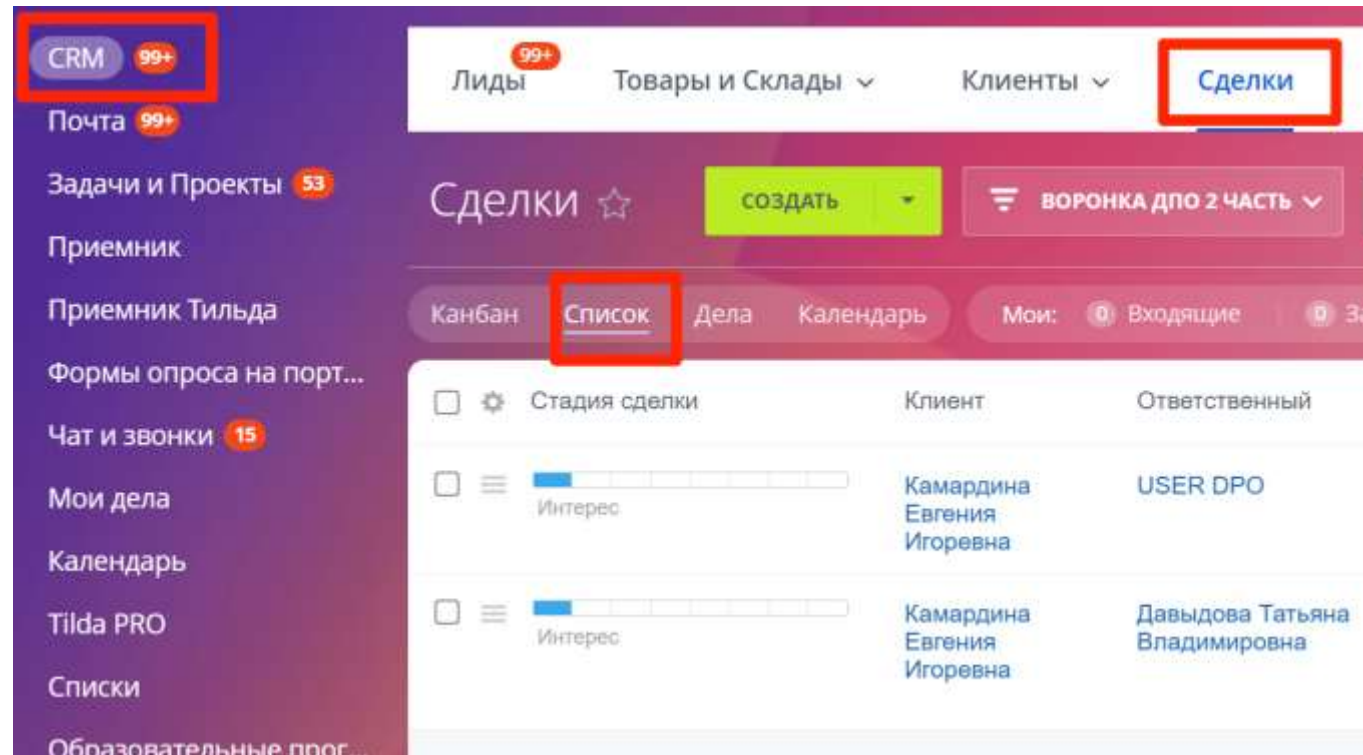 CRM 99+
Почта 99+
Задачи и Проекты 53
Приемник
Приемник Тильда
Формы опроса на порт...
Чат и звонки 15
Мои дела
Календарь
Tilda PRO
Списки
Образовательные прог...
Лиды 99+ Товары и Склады Клиенты Сделки
Сделки СОЗДАТЬ ВОРОНКА ДПО 2 ЧАСТЬ
Канбан Список Дела Календарь Мои: 0 Входящие 0
Стадия сделки Клиент Ответственный
Интерес
Камардина
Евгения
Игоревна
USER DPO
Интерес
Камардина
Евгения
Игоревна
Давыдова Татьяна
Владимировна